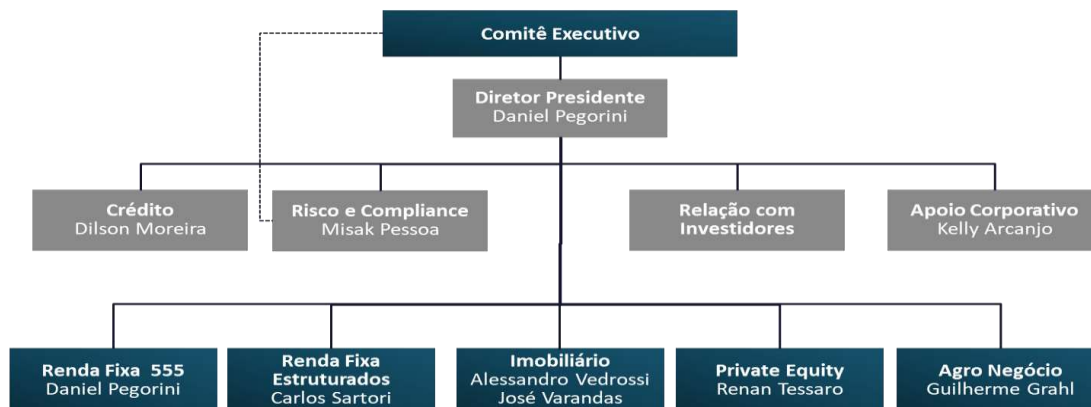 Comitê Executivo
Diretor Presidente
Daniel Pegorini
Crédito
Dilson Moreira
Risco e Compliance
Misak Pessoa
Relação com
Investidores
Apoio Corporativo
Kelly Arcanjo
Renda Fixa 555
Daniel Pegorini
Renda Fixa
Estruturados
Carlos Sartori
Imobiliário
Alessandro Vedrossi
José Varandas
Private Equity
Renan Tessaro
Agro Negócio
Guilherme Grahl